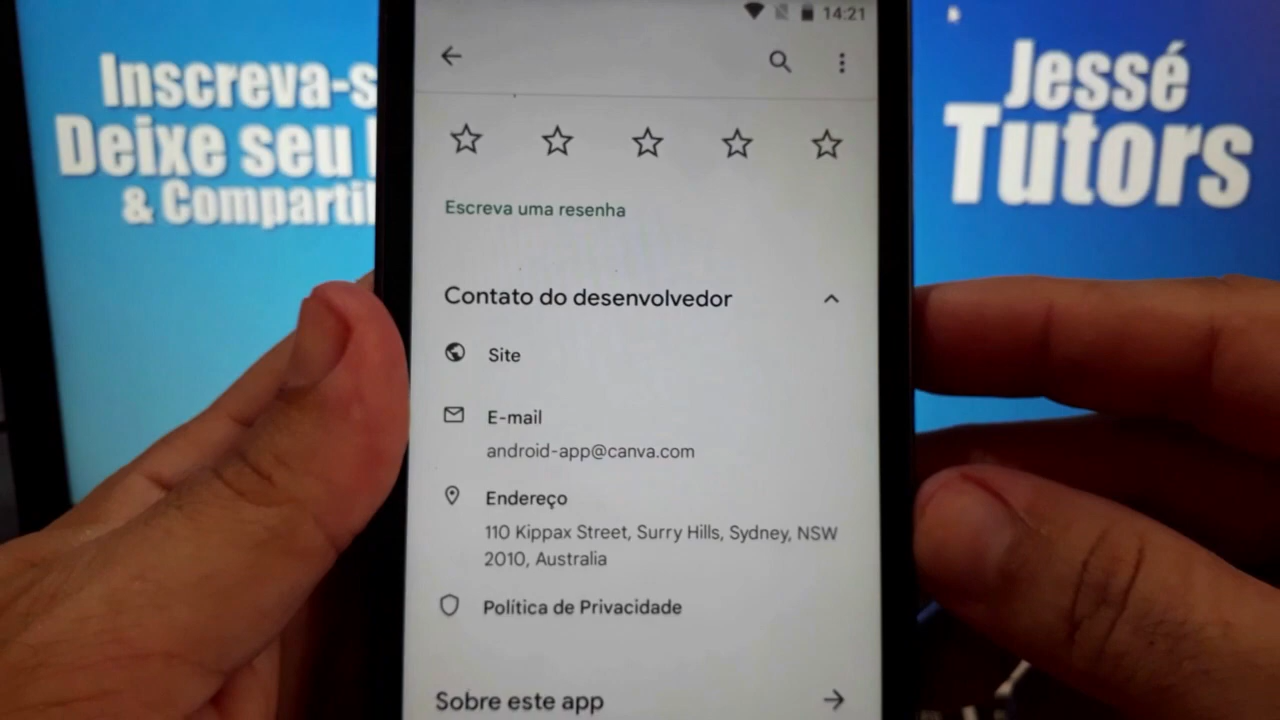 Inscreva-s
Deixe seu
& Compartil
14:21
Escreva uma resenha
Contato do desenvolvedor
Site
E-mail
android-app@canva.com
Endereço
110 Kippax Street, Surry Hills, Sydney, NSW
2010, Australia
Política de Privacidade
Sobre este app
Jessé
Tutors